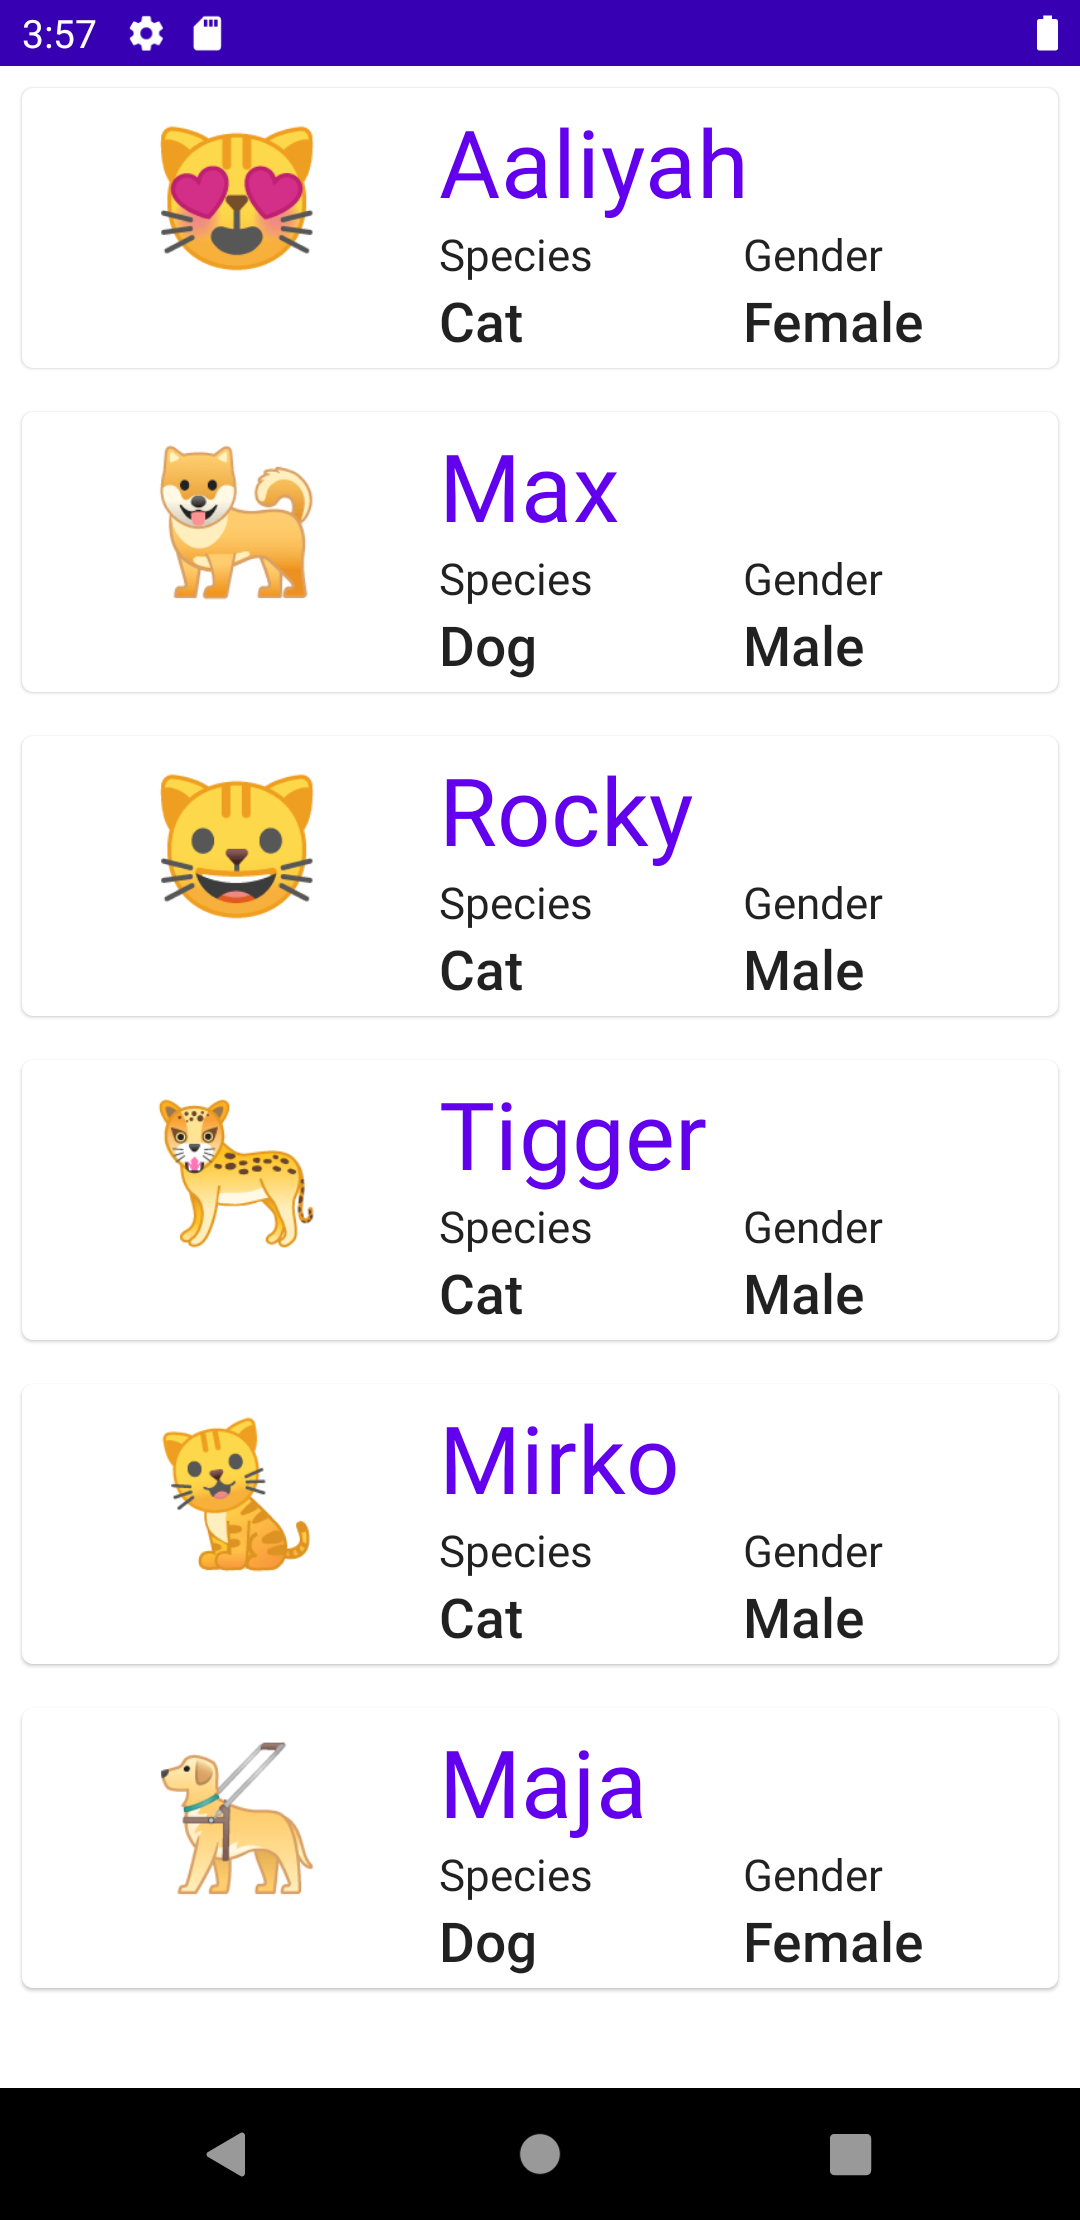 3:57
Aaliyah
Species Gender
Cat Female
Max
Species Gender
Dog Male
Rocky
Species Gender
Cat Male
Tigger
Species Gender
Cat Male
Mirko
Species Gender
Cat Male
Maja
Species Gender
Dog Female